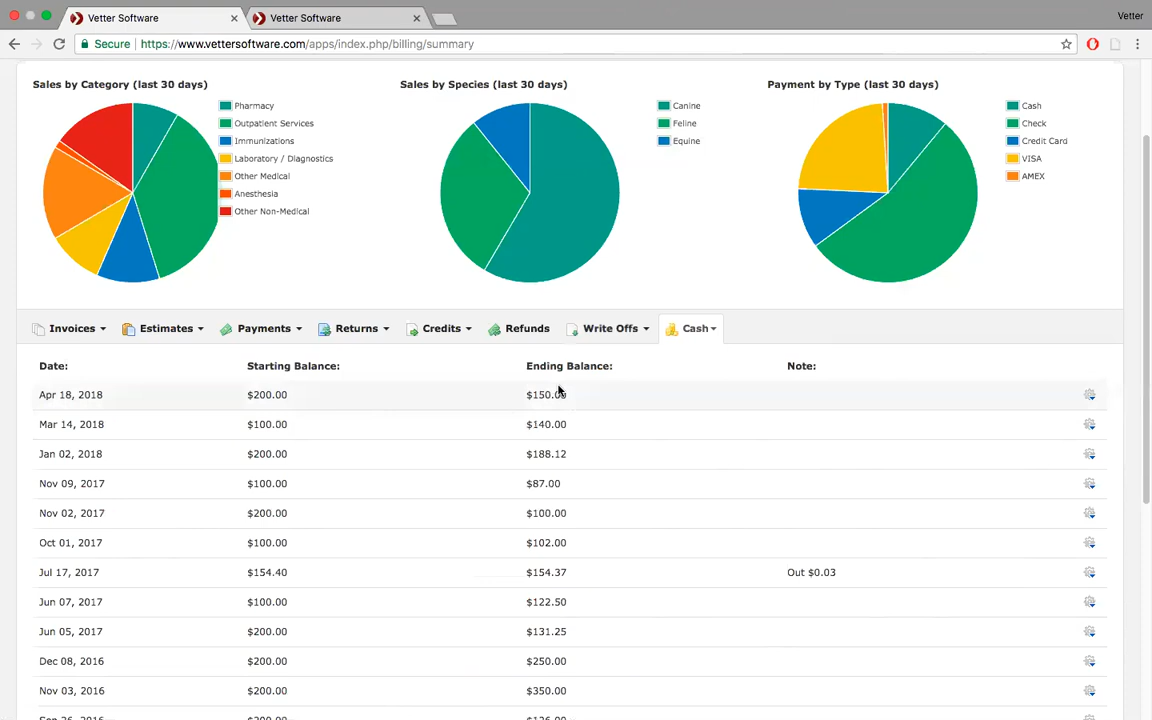 Vetter Software
Vetter Software
Vetter
Secure
https://www.vettersoftware.com/apps/index.php/billing/summary
Sales by Category (last 30 days)
Pharmacy
Outpatient Services
Immunizations
Laboratory / Diagnostics
Other Medical
Anesthesia
Other Non-Medical
Sales by Species (last 30 days)
Canine
Feline
Equine
Payment by Type (last 30 days)
Cash
Check
Credit Card
VISA
AMEX
Invoices Estimates Payments Returns Credits Refunds Write Offs Cash
Date: Starting Balance: Ending Balance: Note:
Apr 18, 2018 $200.00 $150.00
Mar 14, 2018 $100.00 $140.00
Jan 02, 2018 $200.00 $188.12
Nov 09, 2017 $100.00 $87.00
Nov 02, 2017 $200.00 $100.00
Oct 01, 2017 $100.00 $102.00
Jul 17, 2017 $154.40 $154.37 Out $0.03
Jun 07, 2017 $100.00 $122.50
Jun 05, 2017 $200.00 $131.25
Dec 08, 2016 $200.00 $250.00
Nov 03, 2016 $200.00 $350.00